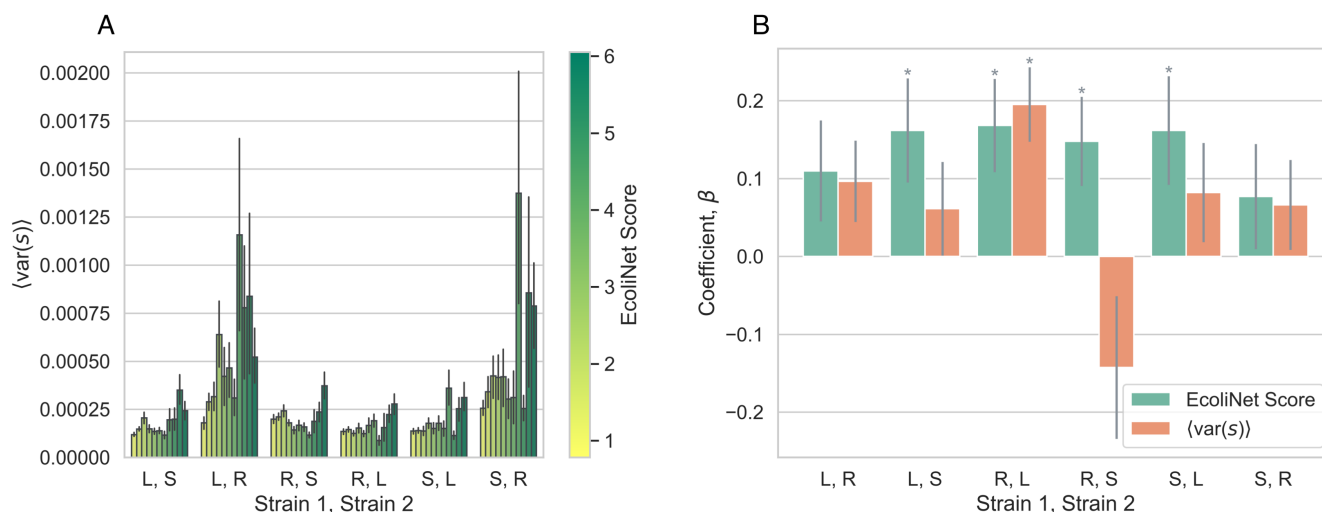 A
⟨var(s)⟩
0.00200
0.00175
0.00150
0.00125
0.00100
0.00075
0.00050
0.00025
0.00000
L, S
L, R
R, S
R, L
S, L
S, R
Strain 1, Strain 2
6
5
4
3
2
1
EcoliNet Score
B
Coefficient, β
0.2
0.1
0.0
−0.1
−0.2
*
*
*
*
*
EcoliNet Score
⟨var(s)⟩
L, R
L, S
R, L
R, S
S, L
S, R
Strain 1, Strain 2